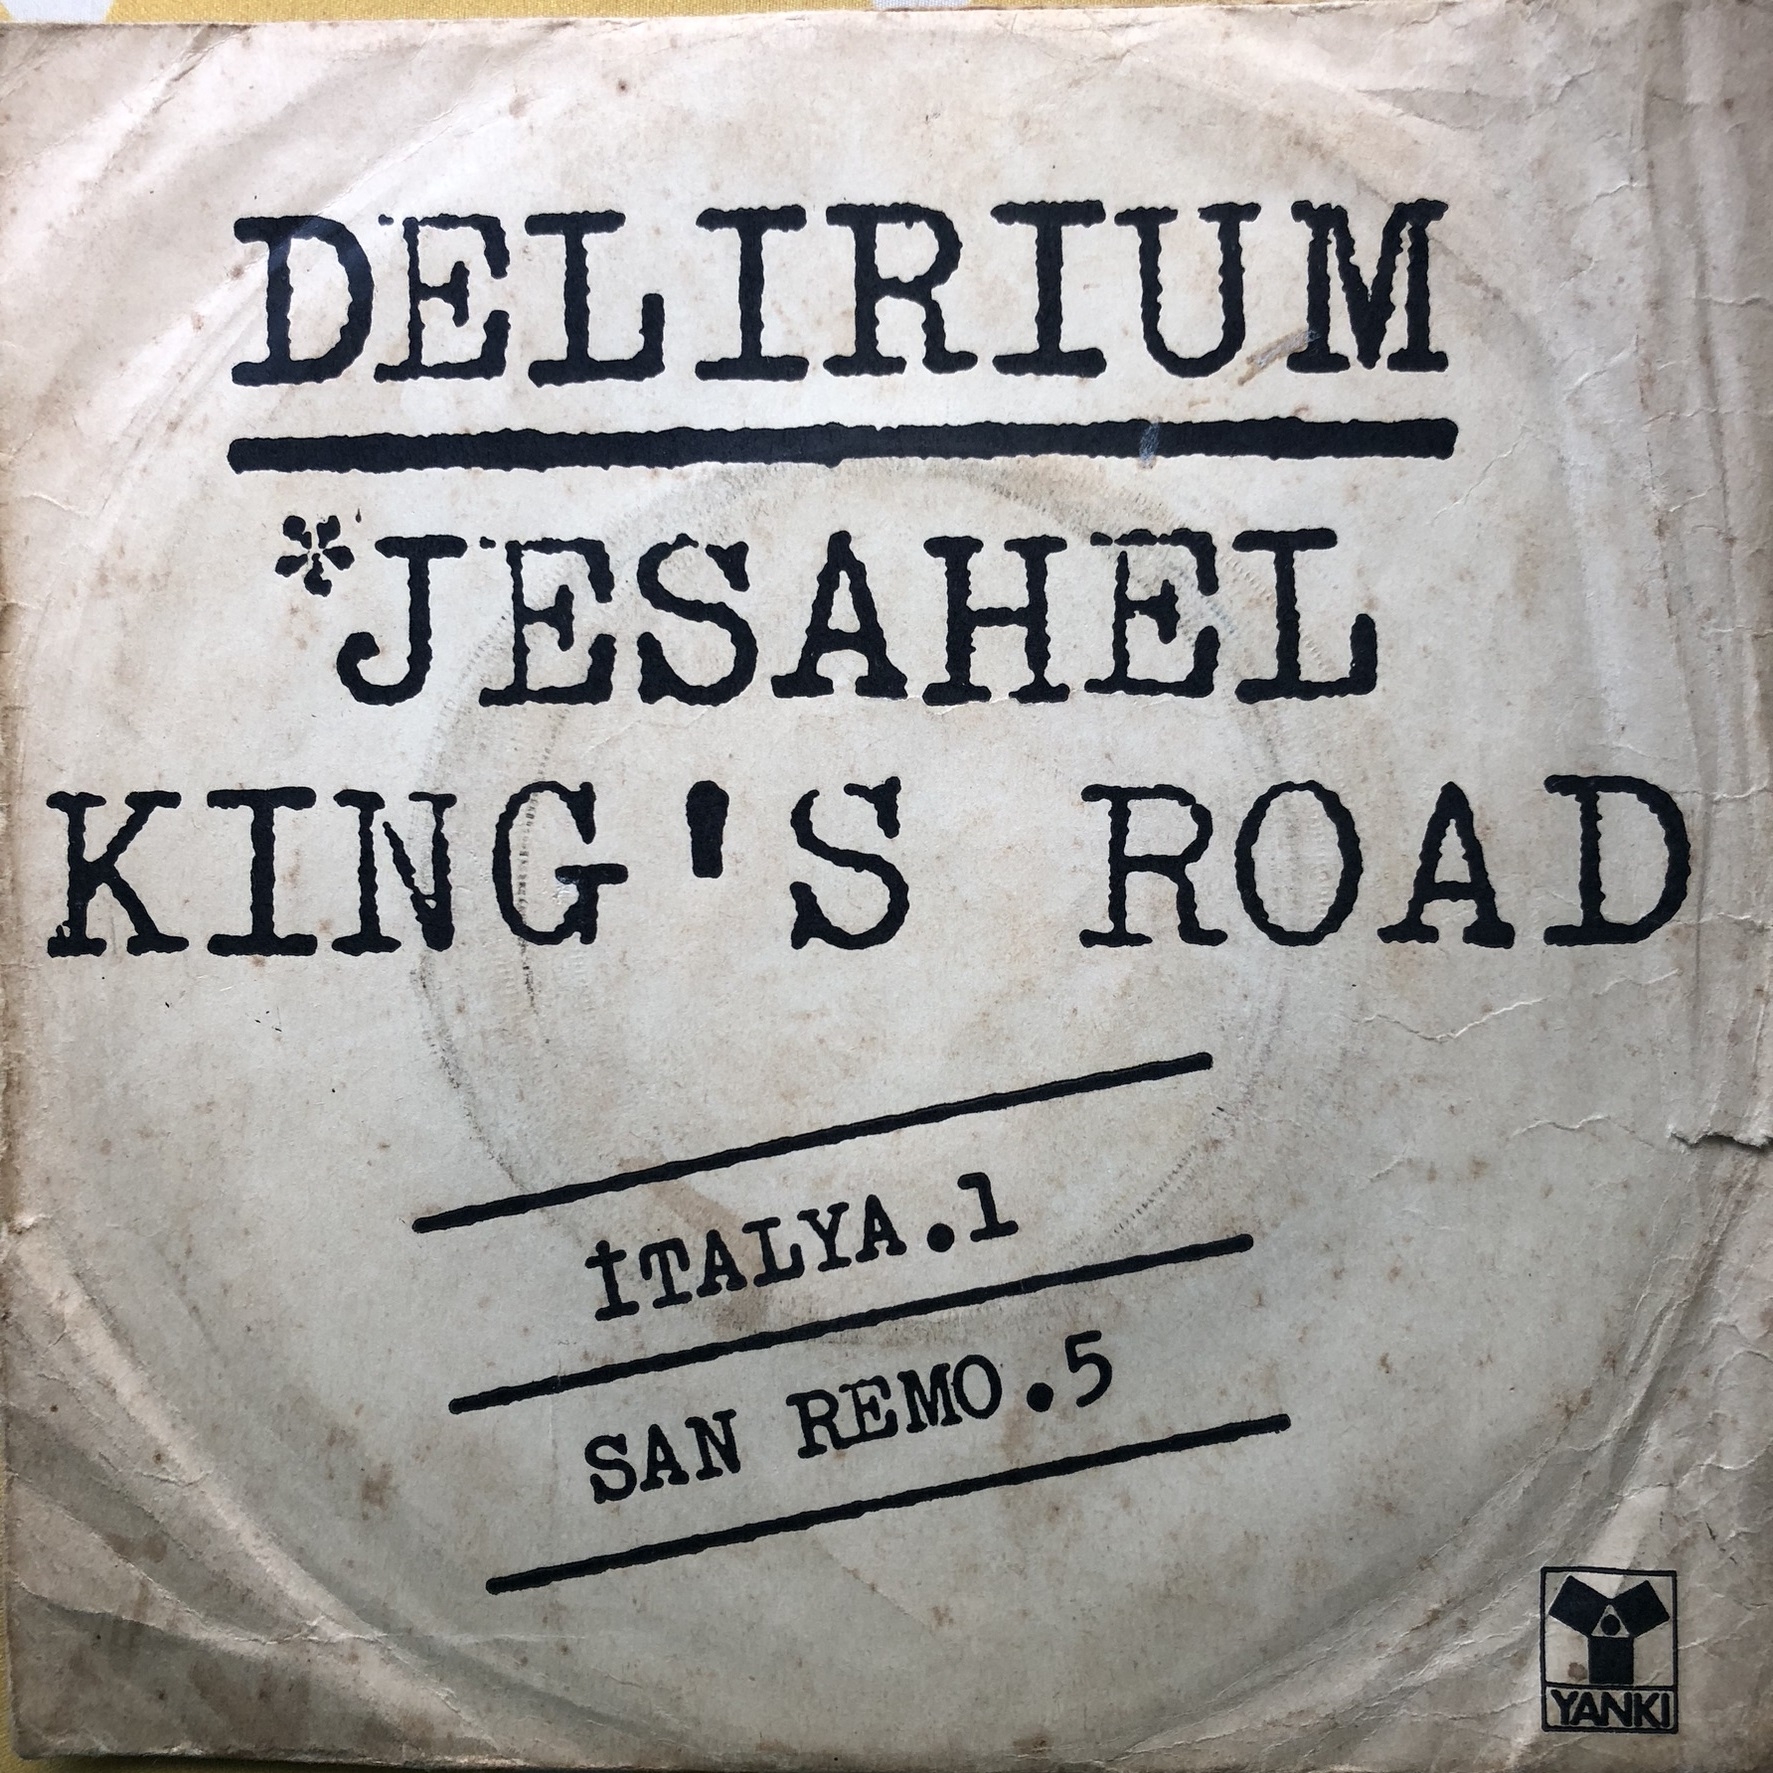 DELIRIUM
*JESAHEL
KING'S ROAD
İTALYA.1
SAN REMO.5
YANKI